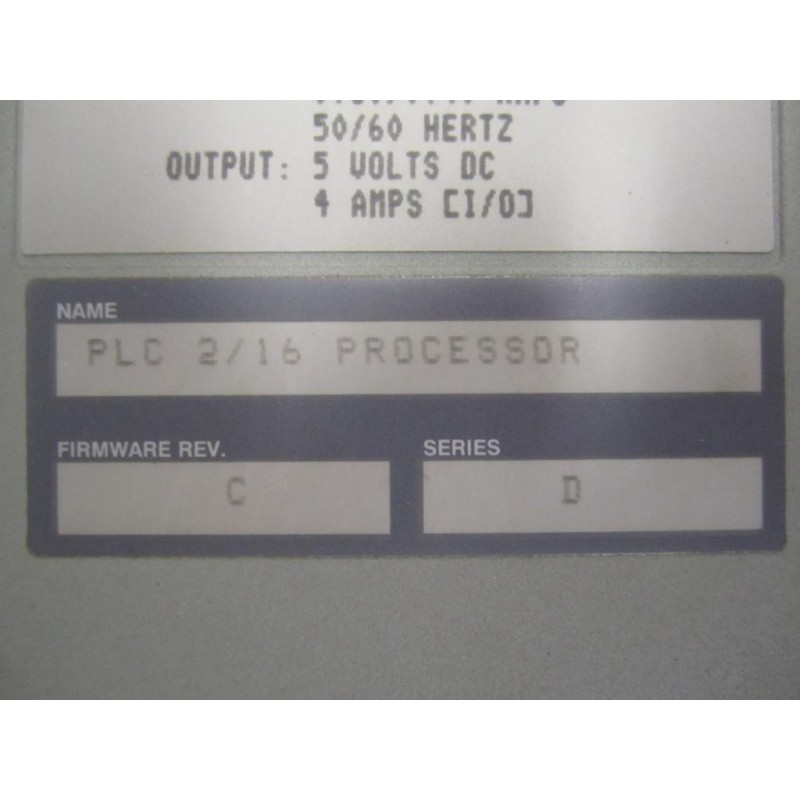 50/60 HERTZ
OUTPUT: 5 VOLTS DC
4 AMPS [I/O]
NAME
PLC 2/16 PROCESSOR
FIRMWARE REV.
C
SERIES
D